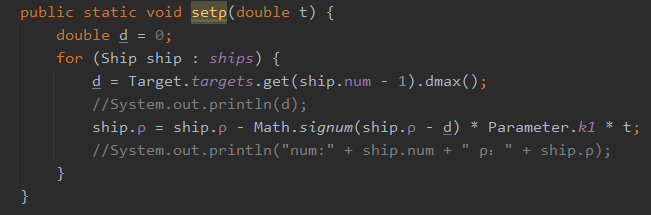 public static void setp(double t) {
    double d = 0;
    for (Ship ship : ships) {
        d = Target.targets.get(ship.num - 1).dmax();
        //System.out.println(d);
        ship.ρ = ship.ρ - Math.signum(ship.ρ - d) * Parameter.k1 * t;
        //System.out.println("num:" + ship.num + " ρ：" + ship.ρ);
    }
}